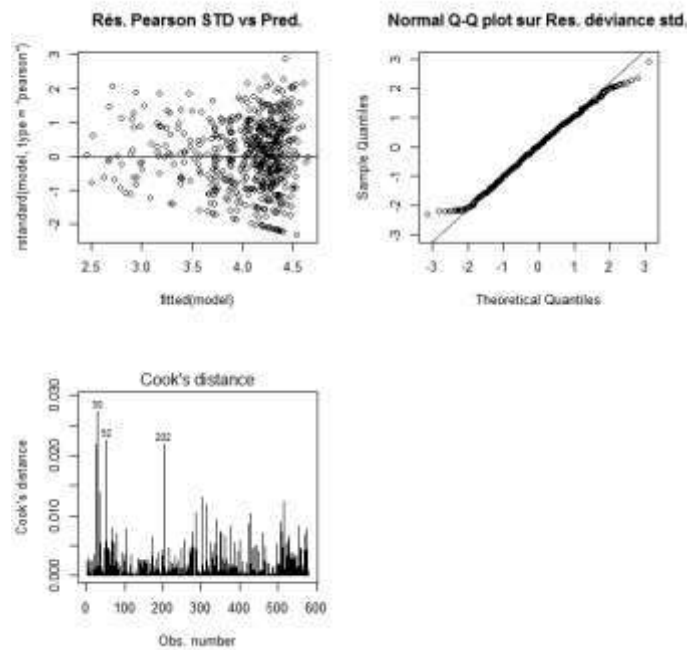 Rés. Pearson STD vs Pred.
rstandard(model, type = "pearson")
3
2
1
0
-1
-2
2.5 3.0 3.5 4.0 4.5
fitted(model)
Normal Q-Q plot sur Res. déviance std.
Sample Quantiles
3
2
1
0
-1
-2
-3
-3 -2 -1 0 1 2 3
Theoretical Quantiles
Cook's distance
Cook's distance
0.030
0.020
0.010
0.000
202
0 100 200 300 400 500 600
Obs. number